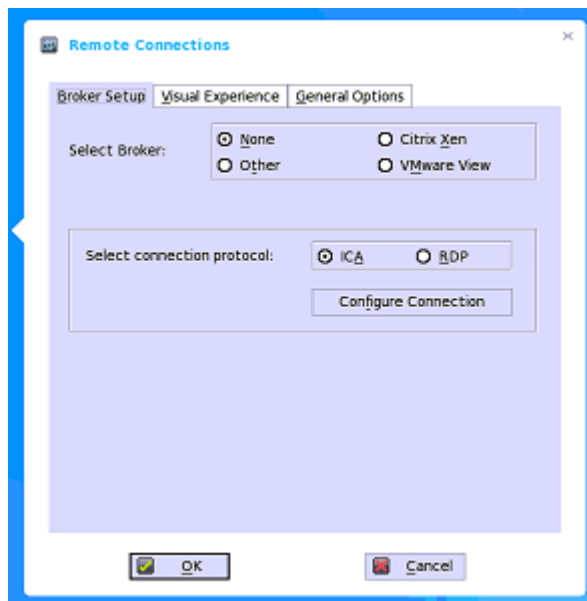 Remote Connections
Broker Setup Visual Experience General Options
Select Broker:
None Citrix Xen
Other VMware View
Select connection protocol: ICA RDP
Configure Connection
OK Cancel